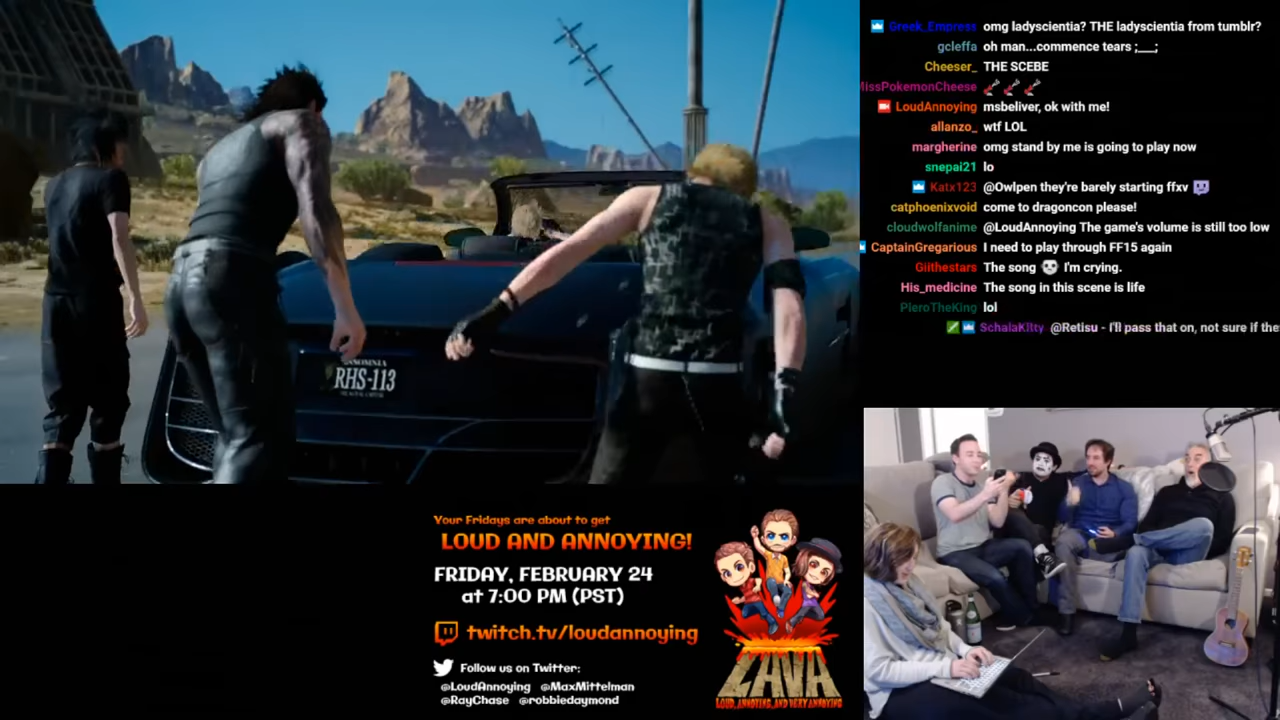 RHS-113
Greek_Empress omg ladyscientia? THE ladyscientia from tumblr?
gcleffa oh man...commence tears ;___;
Cheeser_ THE SCEBE
MissPokemonCheese
LoudAnnoying msbeliver, ok with me!
allanzo_ wtf LOL
margherine omg stand by me is going to play now
snepai21 lo
Katx123 @Owlpen they're barely starting ffxv
catphoenixvoid come to dragoncon please!
cloudwolfanime @LoudAnnoying The game's volume is still too low
CaptainGregarious I need to play through FF15 again
Giithestars The song I'm crying.
His_medicine The song in this scene is life
PieroTheKing lol
SchalaKitty @Retisu - I'll pass that on, not sure if the
Your Fridays are about to get
LOUD AND ANNOYING!
FRIDAY, FEBRUARY 24
at 7:00 PM (PST)
twitch.tv/loudannoying
Follow us on Twitter:
@LoudAnnoying @MaxMittelman
@RayChase @robbiedaymond
LAVA
LOUD, ANNOYING, AND VERY ANNOYING